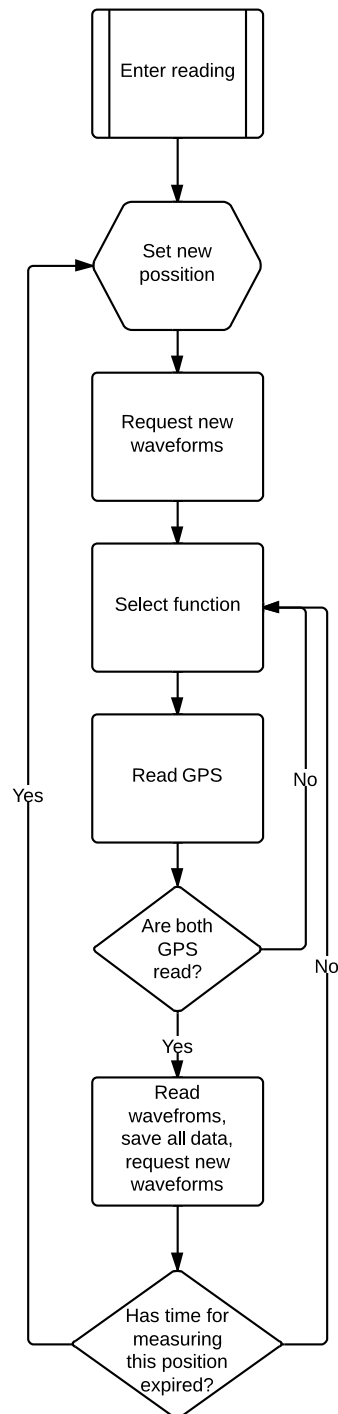 Enter reading
Set new
possition
Request new
waveforms
Select function
Read GPS
No
Yes
Are both
GPS
read?
No
Yes
Read
wavefroms,
save all data,
request new
waveforms
Has time for
measuring
this position
expired?